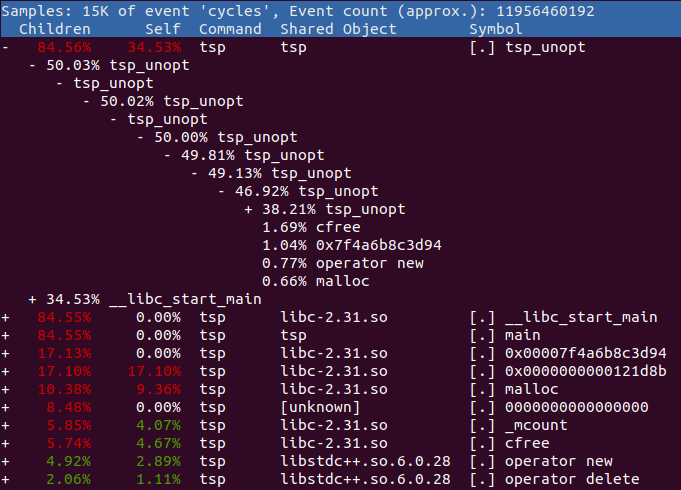 Samples: 15K of event 'cycles', Event count (approx.): 11956460192
Children Self Command Shared Object Symbol
- 84.56% 34.53% tsp tsp [.] tsp_unopt
- 50.03% tsp_unopt
- tsp_unopt
- 50.02% tsp_unopt
- tsp_unopt
- 50.00% tsp_unopt
- 49.81% tsp_unopt
- 49.13% tsp_unopt
- 46.92% tsp_unopt
+ 38.21% tsp_unopt
1.69% cfree
1.04% 0x7f4a6b8c3d94
0.77% operator new
0.66% malloc
+ 34.53% __libc_start_main
+ 84.55% 0.00% tsp libc-2.31.so [.] __libc_start_main
+ 84.55% 0.00% tsp tsp [.] main
+ 17.13% 0.00% tsp libc-2.31.so [.] 0x00007f4a6b8c3d94
+ 17.10% 17.10% tsp libc-2.31.so [.] 0x0000000000121d8b
+ 10.38% 9.36% tsp libc-2.31.so [.] malloc
+ 8.48% 0.00% tsp [unknown] [.] 0000000000000000
+ 5.85% 4.07% tsp libc-2.31.so [.] _mcount
+ 5.74% 4.67% tsp libc-2.31.so [.] cfree
+ 4.92% 2.89% tsp libstdc++.so.6.0.28 [.] operator new
+ 2.06% 1.11% tsp libstdc++.so.6.0.28 [.] operator delete